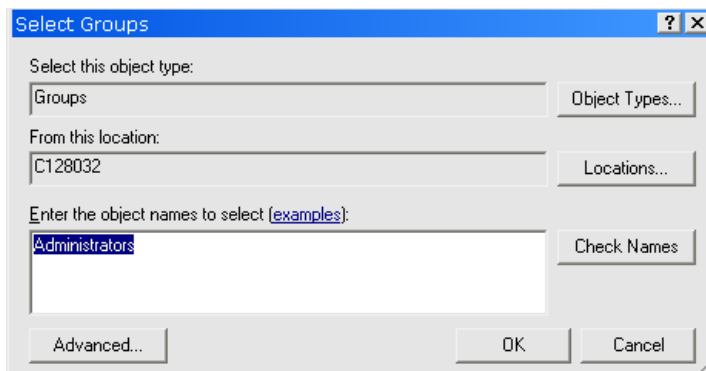 Select Groups
Select this object type:
Groups
Object Types...
From this location:
C128032
Locations...
Enter the object names to select (examples):
Administrators
Check Names
Advanced...
OK
Cancel